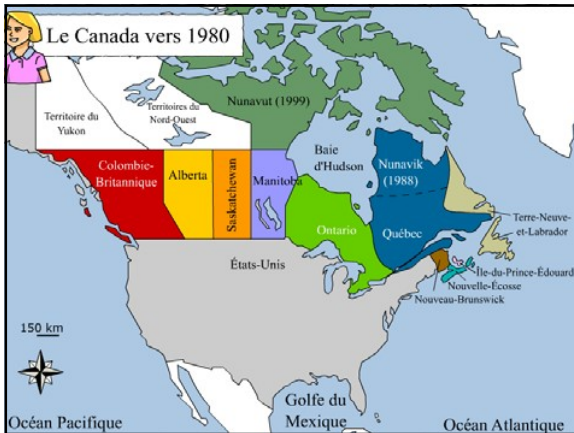 Le Canada vers 1980
Nunavut (1999)
Territoire du
Yukon
Territoires du
Nord-Ouest
Baie
d'Hudson
Colombie-
Britannique
Alberta
Saskatchewan
Manitoba
Nunavik
(1988)
Ontario
Québec
Terre-Neuve-
et-Labrador
États-Unis
Île-du-Prince-Édouard
Nouvelle-Écosse
Nouveau-Brunswick
150 km
Golfe du
Mexique
Océan Pacifique
Océan Atlantique